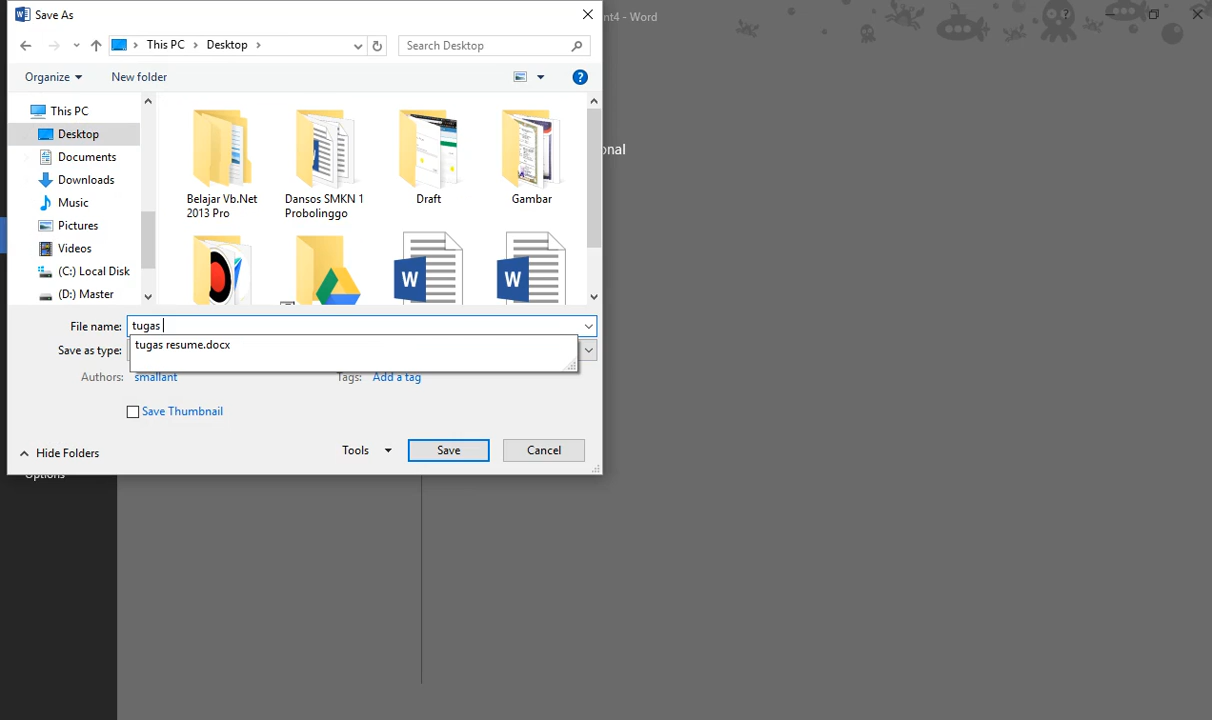 Save As
nt4 - Word
This PC
Desktop
Search Desktop
Organize
New folder
This PC
Desktop
Documents
Downloads
Music
Pictures
Videos
(C:) Local Disk
(D:) Master
Belajar Vb.Net
2013 Pro
Dansos SMKN 1
Probolinggo
Draft
Gambar
onal
File name:
tugas
Save as type:
tugas resume.docx
Authors:
smallant
Tags:
Add a tag
Save Thumbnail
Hide Folders
Tools
Save
Cancel
Options